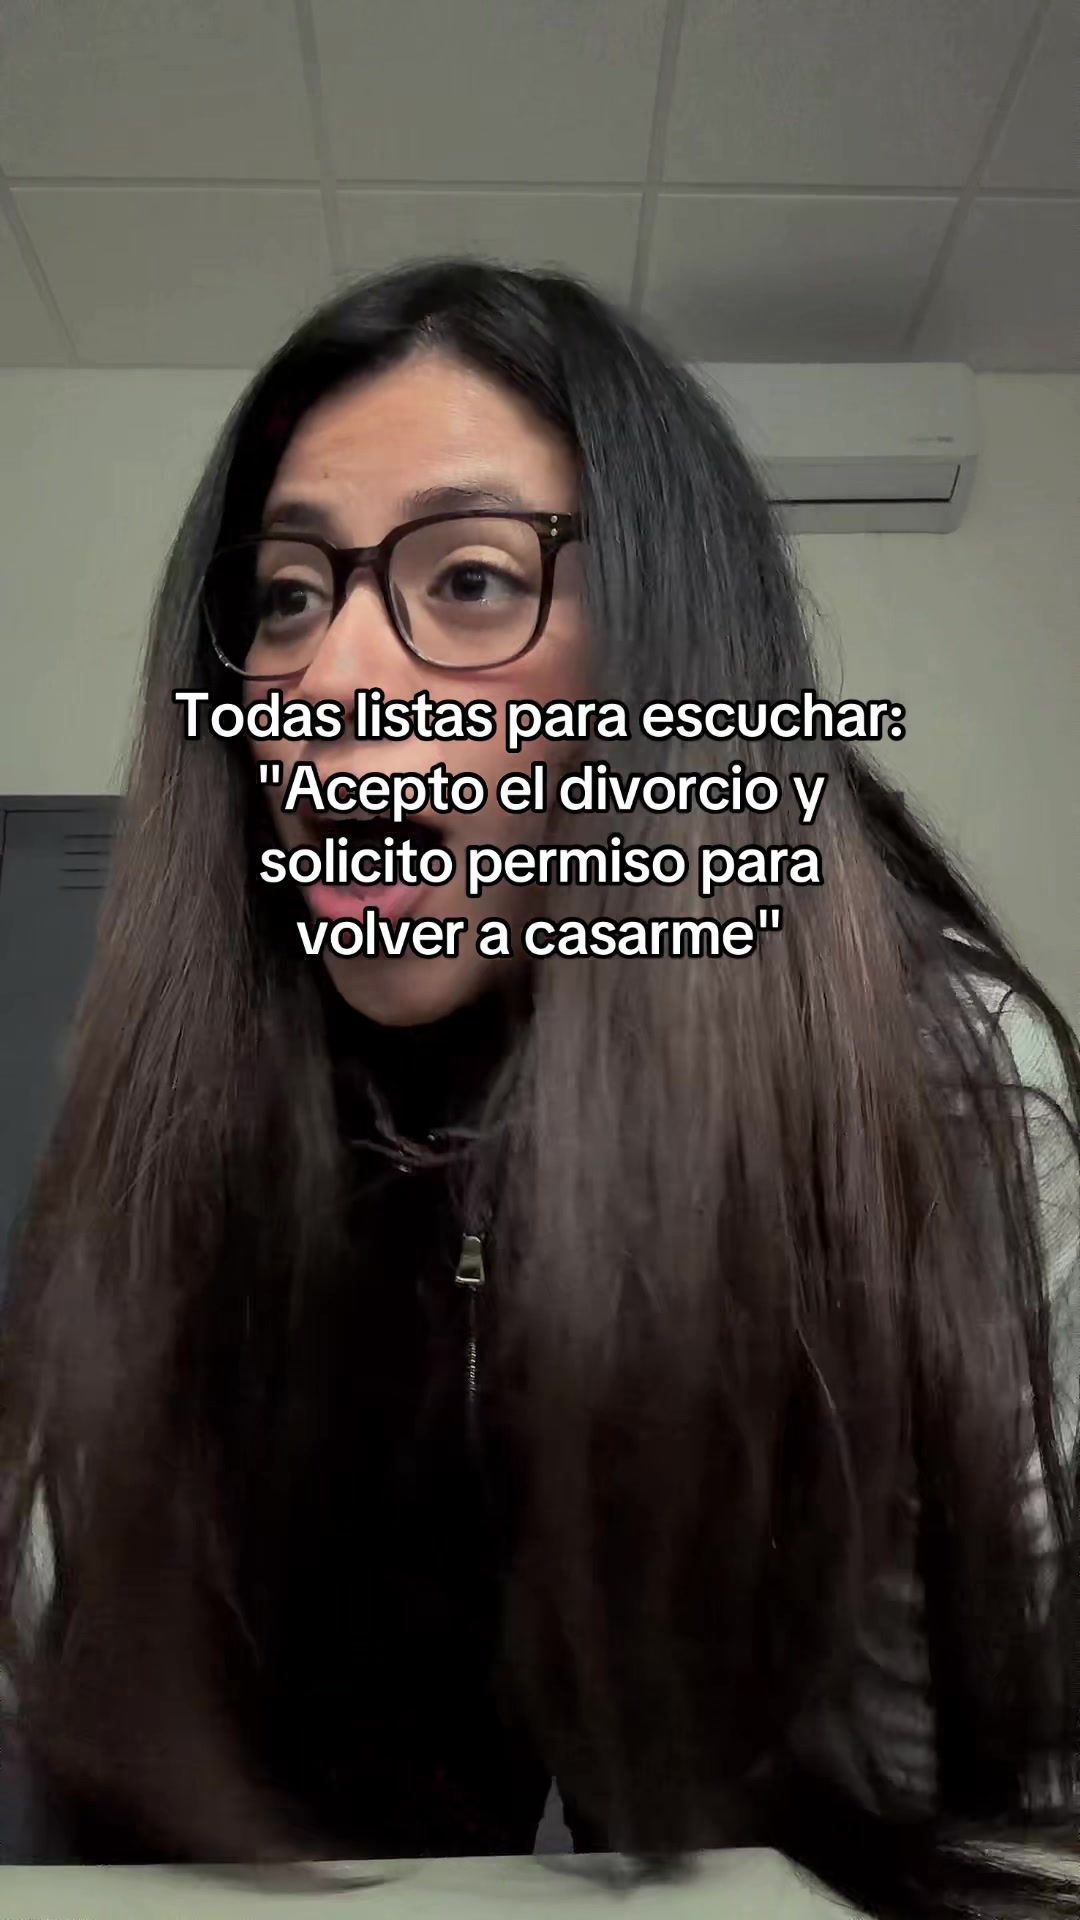 Todas listas para escuchar:
"Acepto el divorcio y
solicito permiso para
volver a casarme"